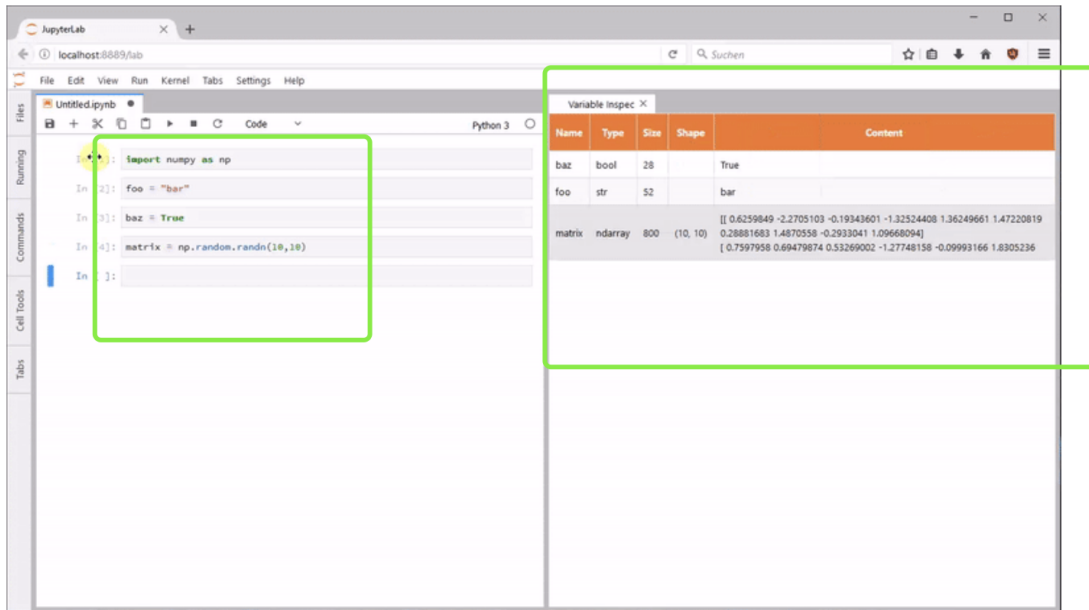 JupyterLab
localhost:8889/lab
Suchen
File Edit View Run Kernel Tabs Settings Help
Files
Running
Commands
Cell Tools
Tabs
Untitled.ipynb
Code
Python 3
In [ ]: import numpy as np
In [2]: foo = "bar"
In [3]: baz = True
In [4]: matrix = np.random.randn(10,10)
In [ ]:
Variable Inspec
Name Type Size Shape Content
baz bool 28 True
foo str 52 bar
matrix ndarray 800 (10, 10)
[[ 0.6259849 -2.2705103 -0.19343601 -1.32524408 1.36249661 1.47220819
0.28881683 1.4870558 -0.2933041 1.09668094]
[ 0.7597958 0.69479874 0.53269002 -1.27748158 -0.09993166 1.8305236